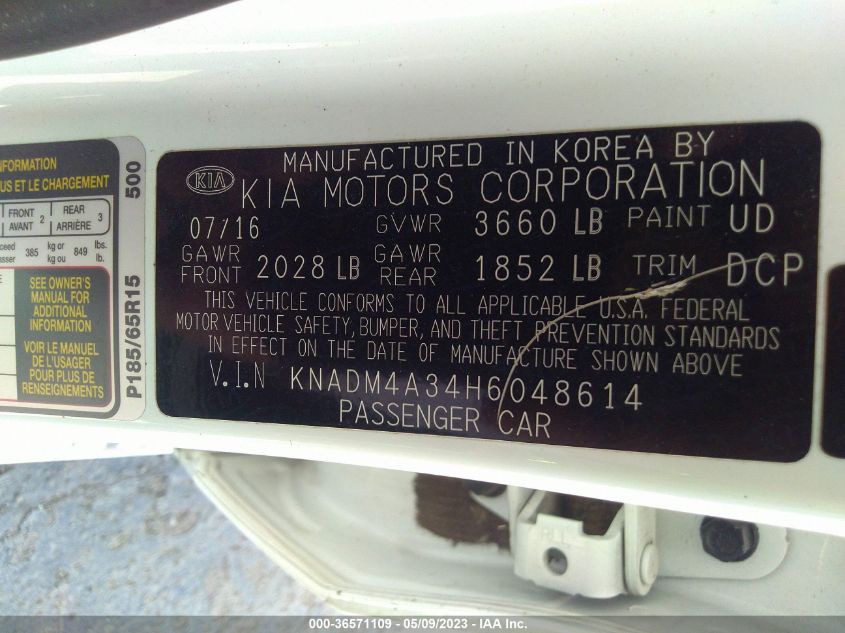 INFORMATION
US ET LE CHARGEMENT
FRONT 2 REAR 3
AVANT ARRIÈRE
385 kg or 849 lbs.
kg ou lb.
SEE OWNER'S
MANUAL FOR
ADDITIONAL
INFORMATION
VOIR LE MANUEL
DE L'USAGER
POUR PLUS DE
RENSEIGNEMENTS
P185/65R15 500
KIA
MANUFACTURED IN KOREA BY
KIA MOTORS CORPORATION
07/16 GVWR 3660 LB PAINT UD
GAWR FRONT 2028 LB GAWR REAR 1852 LB TRIM DCP
THIS VEHICLE CONFORMS TO ALL APPLICABLE U.S.A. FEDERAL
MOTOR VEHICLE SAFETY, BUMPER, AND THEFT PREVENTION STANDARDS
IN EFFECT ON THE DATE OF MANUFACTURE SHOWN ABOVE
V.I.N KNADM4A34H6048614
PASSENGER CAR
000-36571109 - 05/09/2023 - IAA Inc.